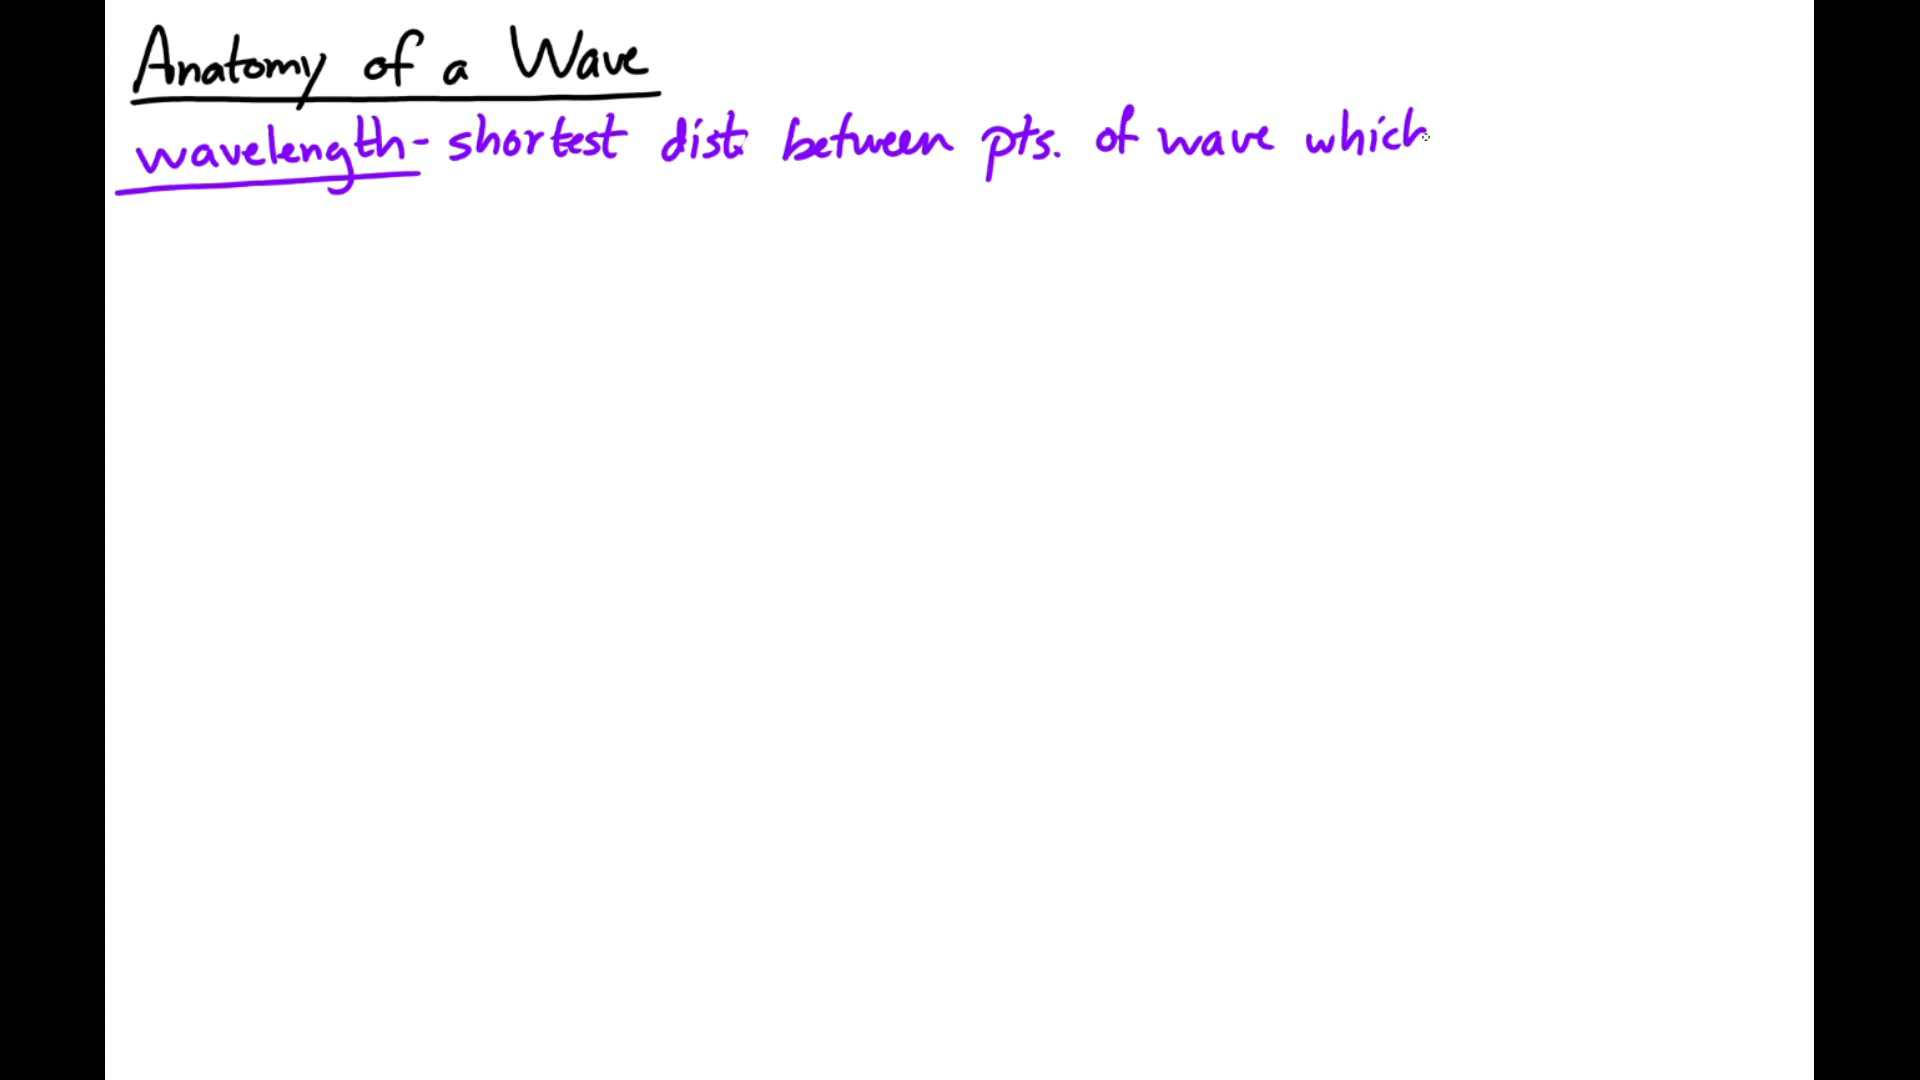 Anatomy of a Wave
wavelength - shortest dist. between pts. of wave which